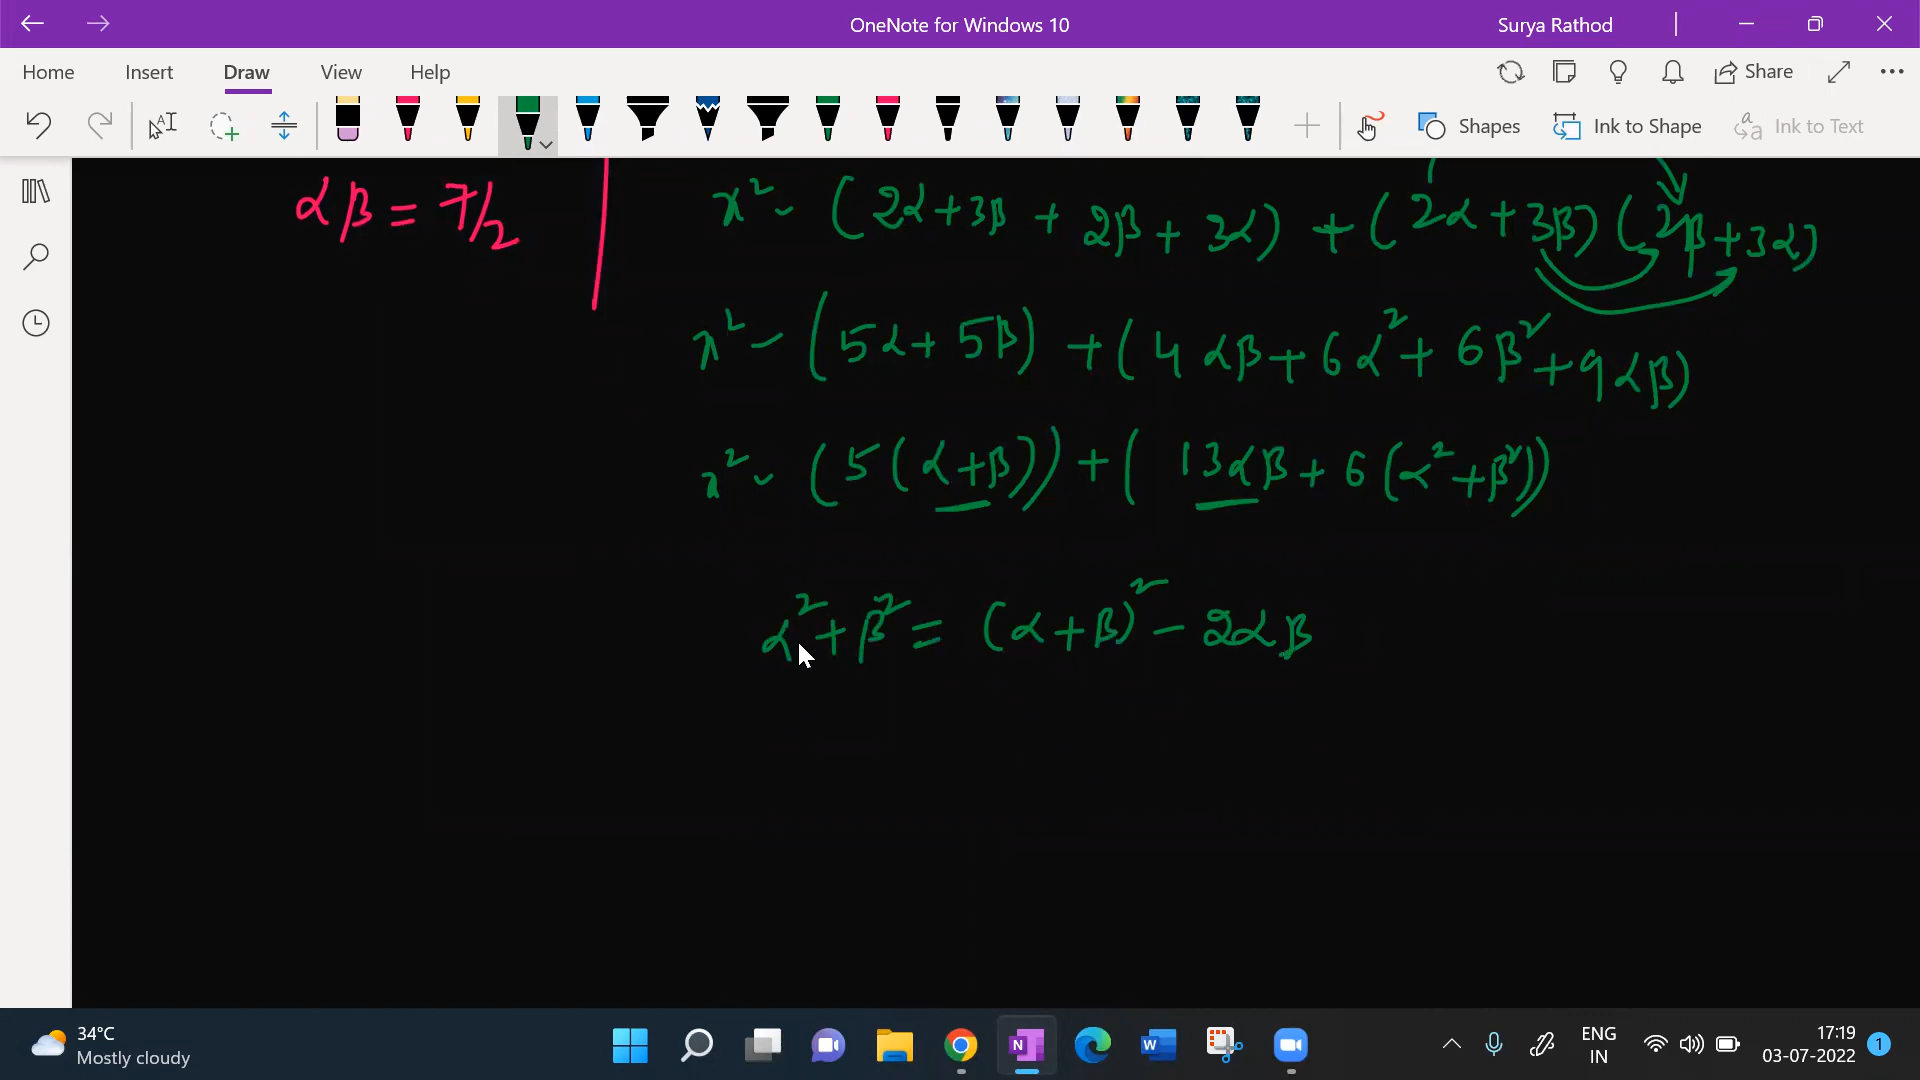 OneNote for Windows 10
Surya Rathod
Home Insert Draw View Help
Share
Shapes
Ink to Shape
Ink to Text
αβ = 7/2
x² - (2α + 3β + 2β + 3α) + (2α + 3β)(2β + 3α)
x² - (5α + 5β) + (4αβ + 6α² + 6β² + 9αβ)
x² - (5(α+β)) + (13αβ + 6(α² + β²))
α² + β² = (α + β)² - 2αβ
34°C
Mostly cloudy
ENG
IN
17:19
03-07-2022
1